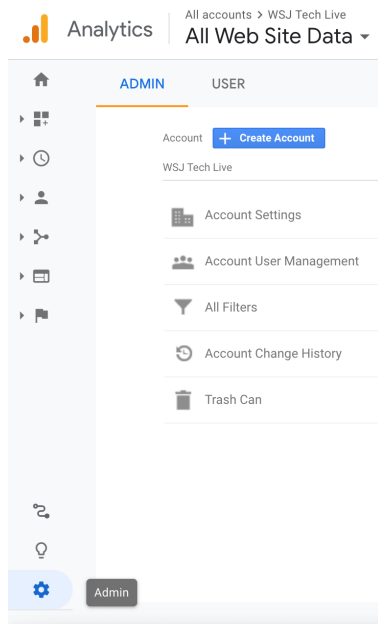 All accounts > WSJ Tech Live
Analytics
All Web Site Data
ADMIN USER
Account + Create Account
WSJ Tech Live
Account Settings
Account User Management
All Filters
Account Change History
Trash Can
Admin